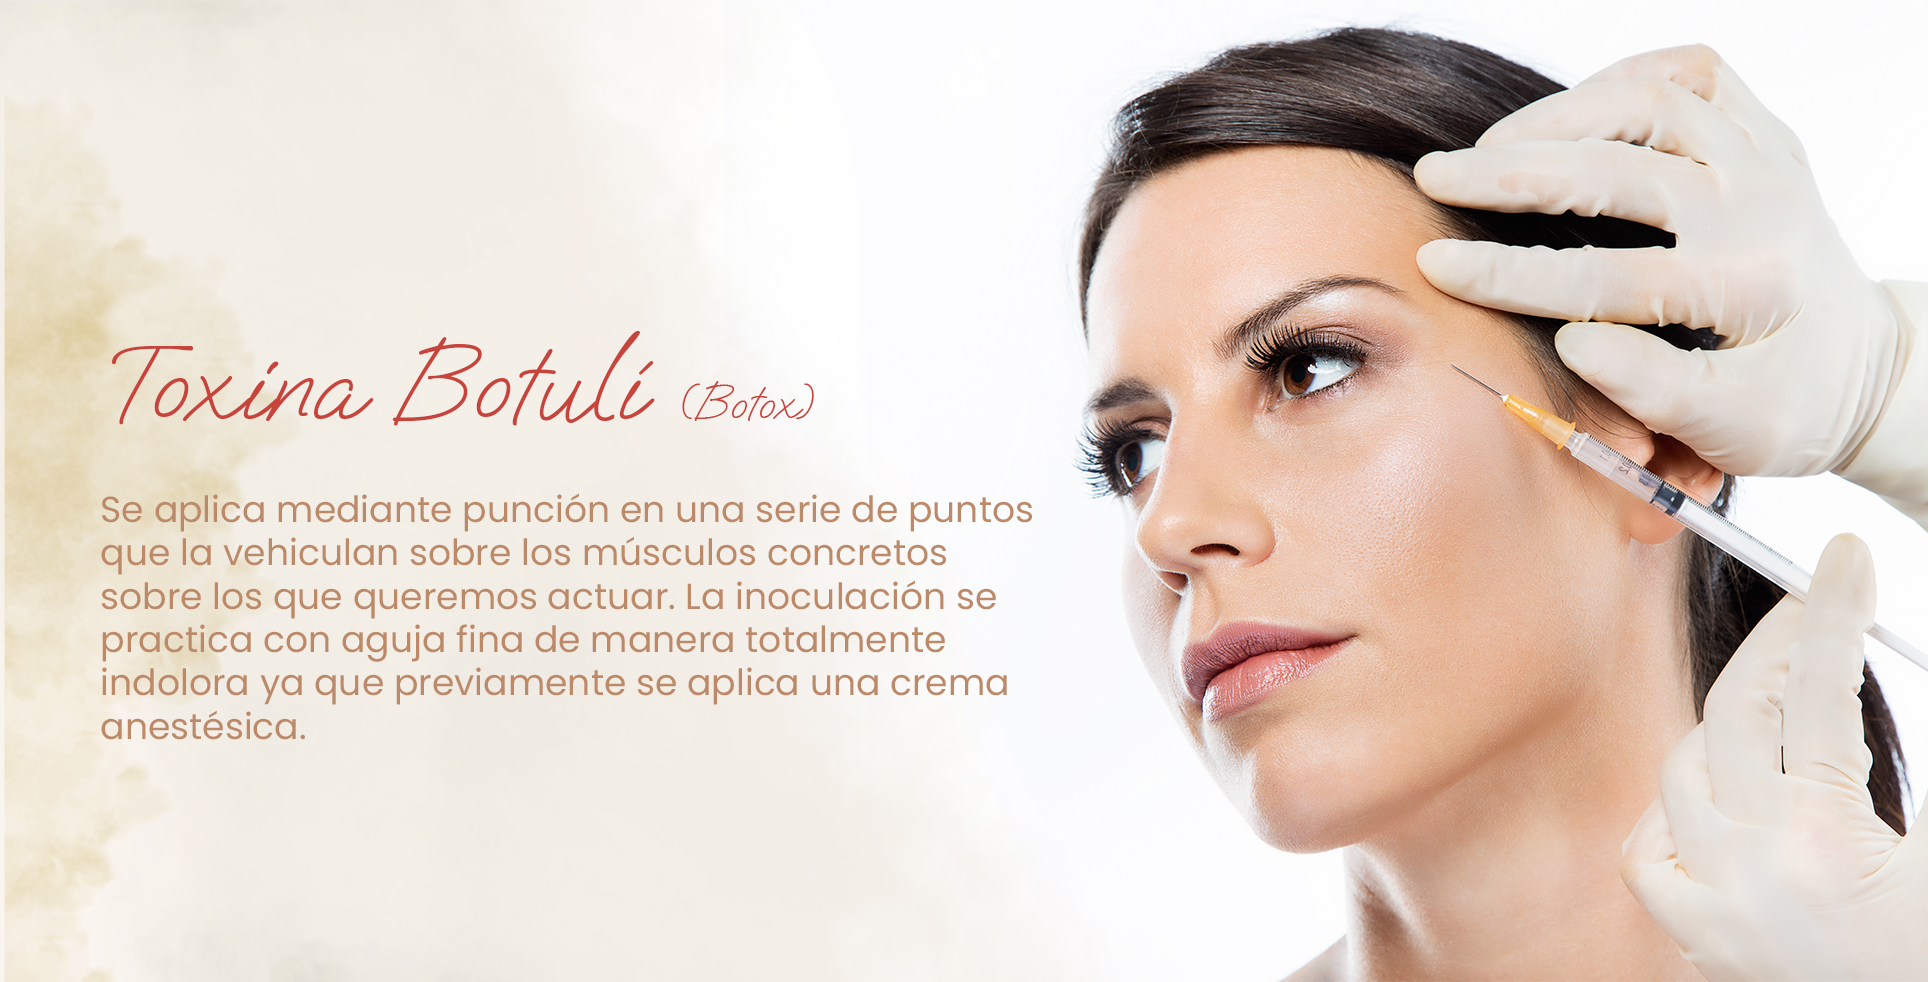 Toxina Botulí (Botox)
Se aplica mediante punción en una serie de puntos
que la vehiculan sobre los músculos concretos
sobre los que queremos actuar. La inoculación se
practica con aguja fina de manera totalmente
indolora ya que previamente se aplica una crema
anestésica.